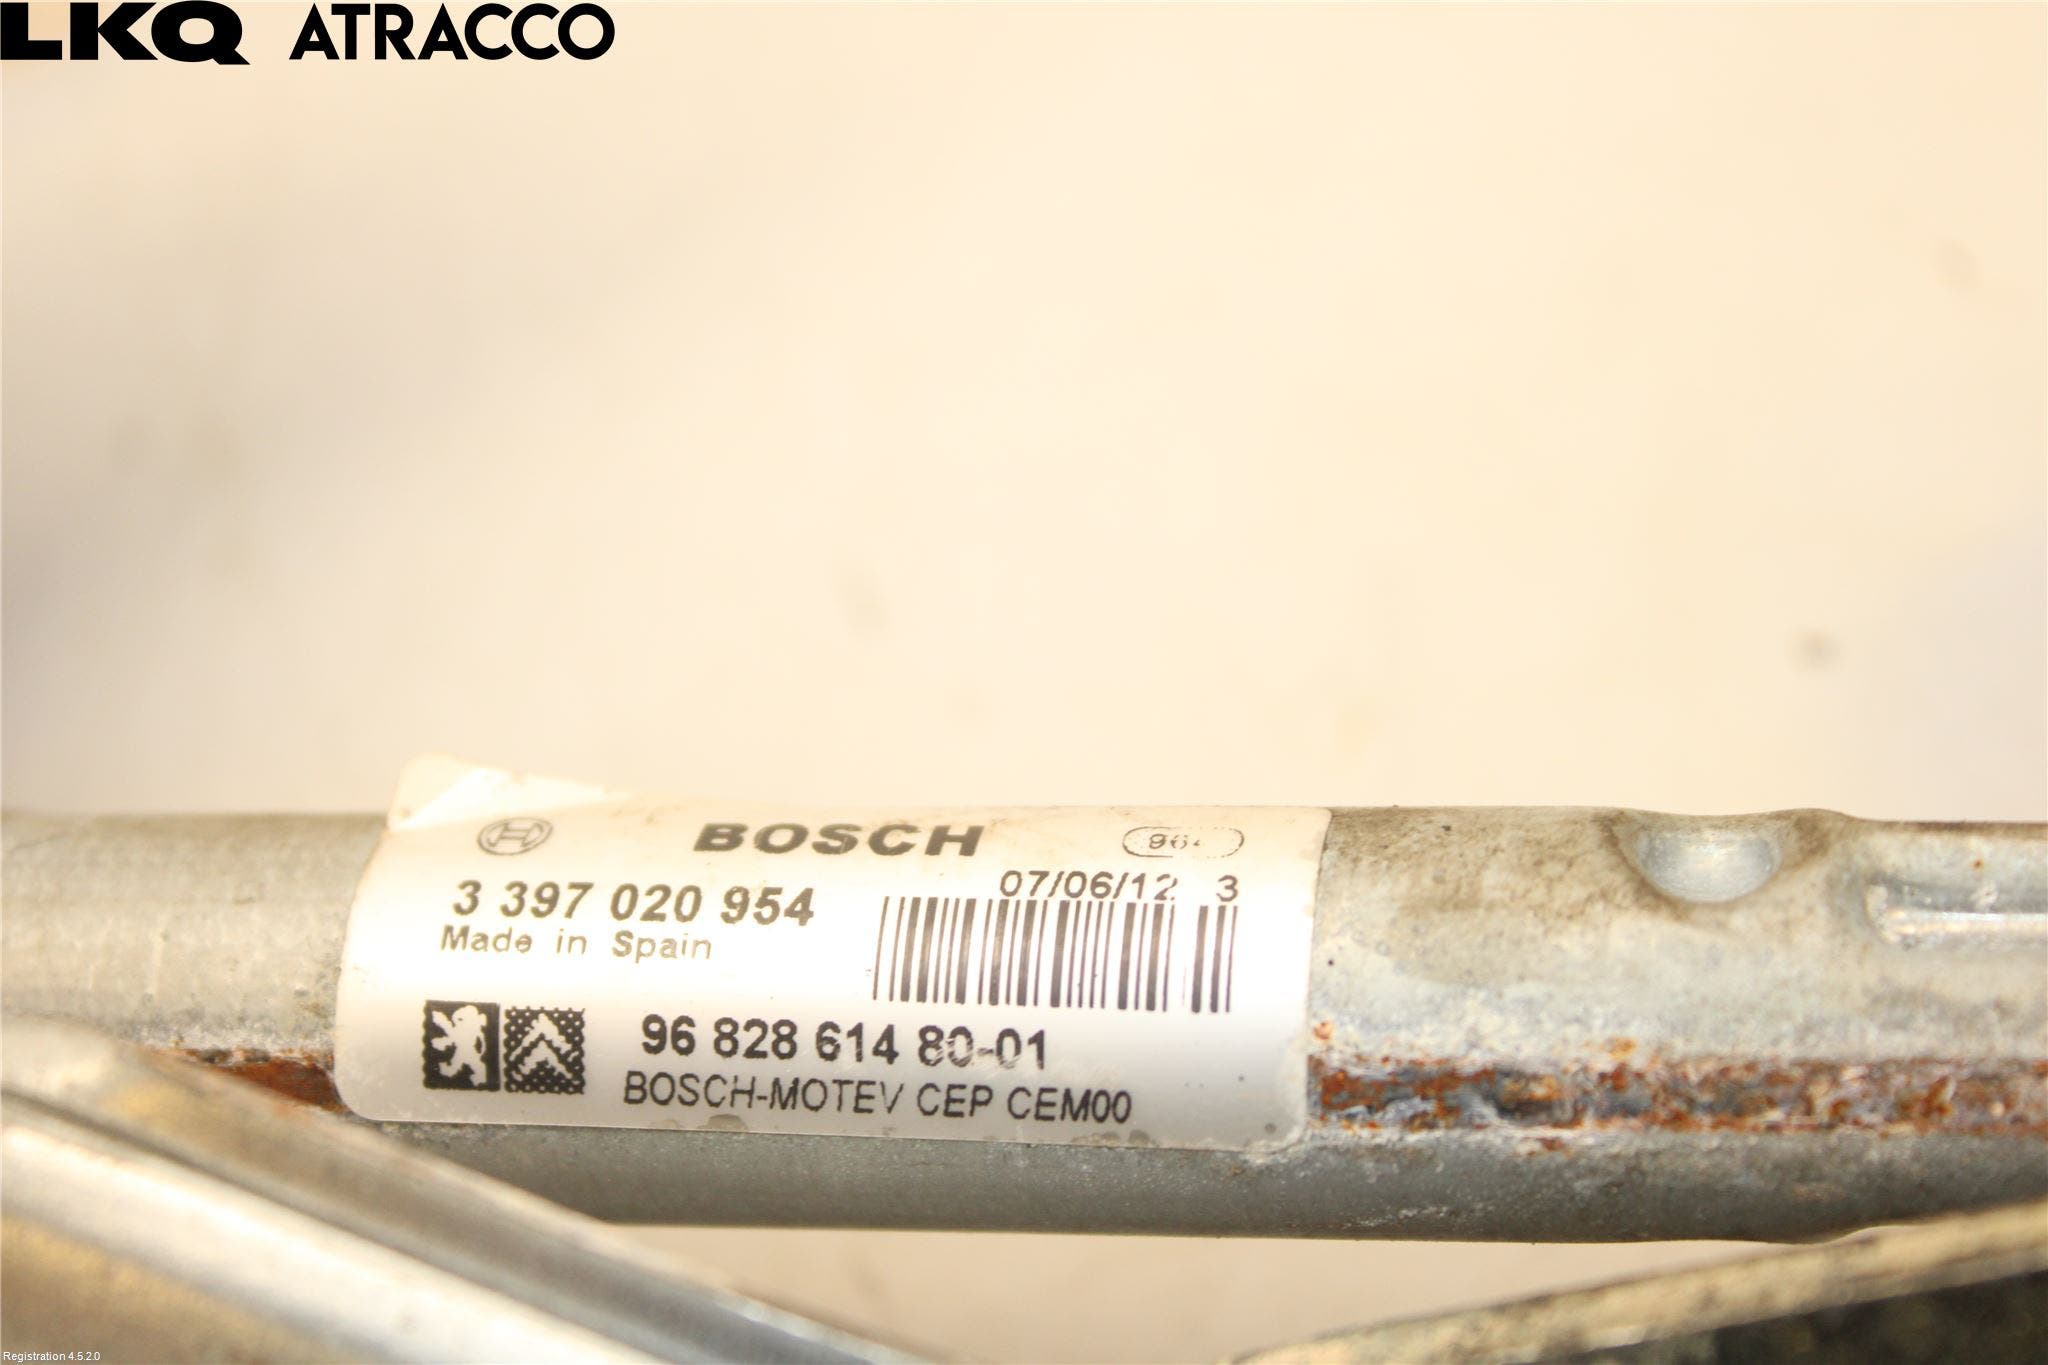 LKQ ATRACCO
BOSCH
07/06/12 3
3 397 020 954
Made in Spain
96 828 614 80-01
BOSCH-MOTEV CEP CEM00
Registration 4.5.2.0